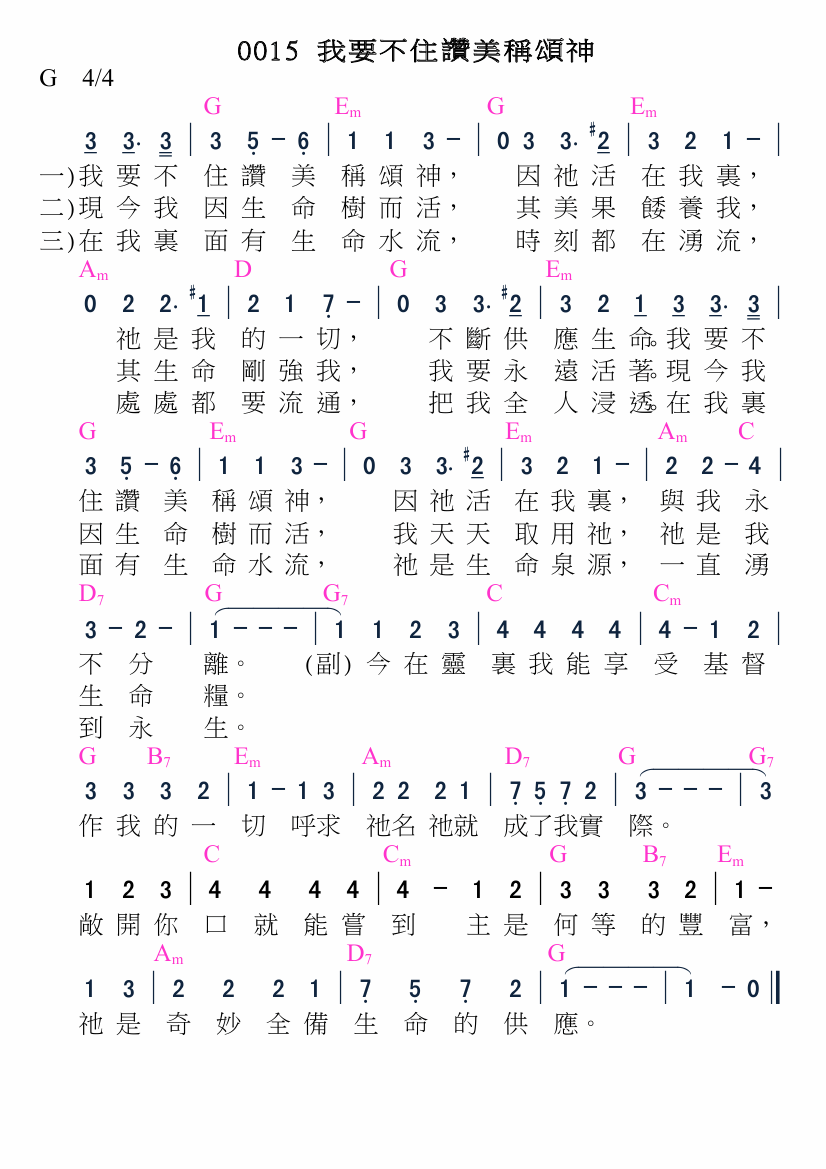 0015 我要不住讚美稱頌神
G 4/4
G Em G Em
3 3. 3 | 3 5 - 6 | 1 1 3 - | 0 3 3. #2 | 3 2 1 - |
一)我要不 住讚 美 稱頌神， 因祂活 在我裏，
二)現今我 因生 命 樹而活， 其美果 餧養我，
三)在我裏 面有 生 命水流， 時刻都 在湧流，
Am D G Em
0 2 2. #1 | 2 1 7 - | 0 3 3. #2 | 3 2 1 3 3. 3
祂是我 的一切， 不斷供 應生命。我要不
其生命 剛強我， 我要永 遠活著。現今我
處處都 要流通， 把我全 人浸透。在我裏
G Em G Em Am C
3 5 - 6 | 1 1 3 - | 0 3 3. #2 | 3 2 1 - | 2 2 - 4 |
住讚 美 稱頌神， 因祂活 在我裏， 與我 永
因生 命 樹而活， 我天天 取用祂， 祂是 我
面有 生 命水流， 祂是生 命泉源， 一直 湧
D7 G G7 C Cm
3 - 2 - | 1 - - - | 1 1 2 3 | 4 4 4 4 | 4 - 1 2 |
不 分 離。 (副)今在靈 裏我能享 受 基督
生 命 糧。
到 永 生。
G B7 Em Am D7 G G7
3 3 3 2 | 1 - 1 3 | 2 2 2 1 | 7 5 7 2 | 3 - - - | 3
作我的一 切 呼求 祂名祂就 成了我實 際。
C Cm G B7 Em
1 2 3 | 4 4 4 4 | 4 - 1 2 | 3 3 3 2 | 1 -
敞開你 口就能嘗 到 主是 何等的豐 富，
Am D7 G
1 3 | 2 2 2 1 | 7 5 7 2 | 1 - - - | 1 - 0 ||
祂是 奇妙全備 生命的供 應。